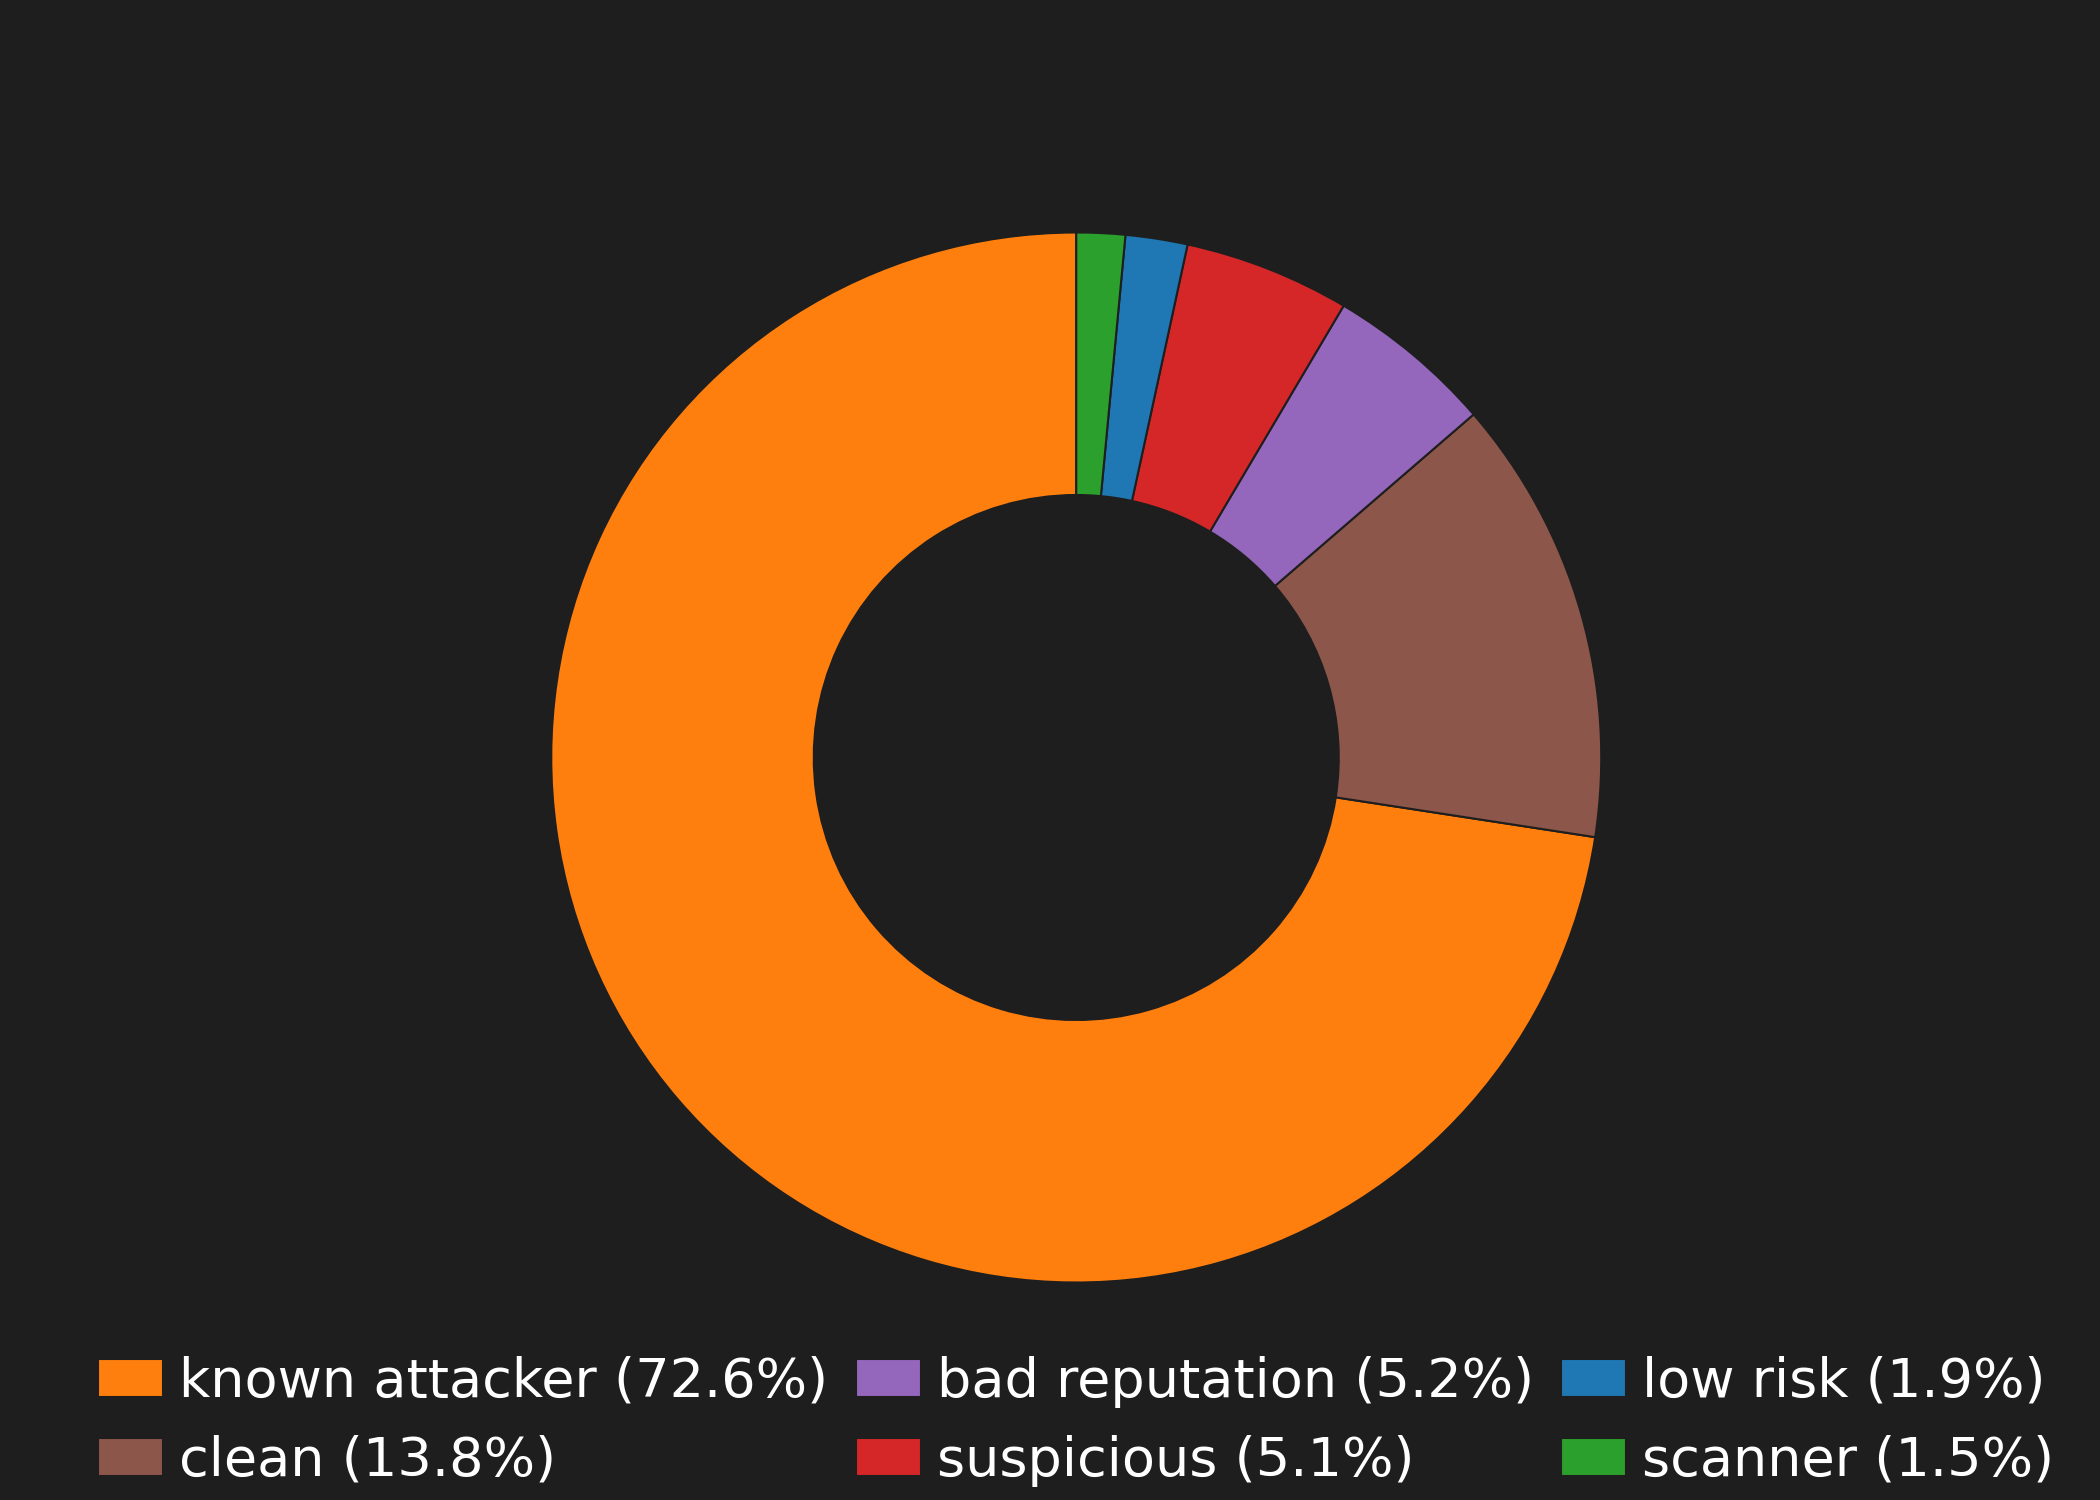 known attacker (72.6%)
bad reputation (5.2%)
low risk (1.9%)
clean (13.8%)
suspicious (5.1%)
scanner (1.5%)